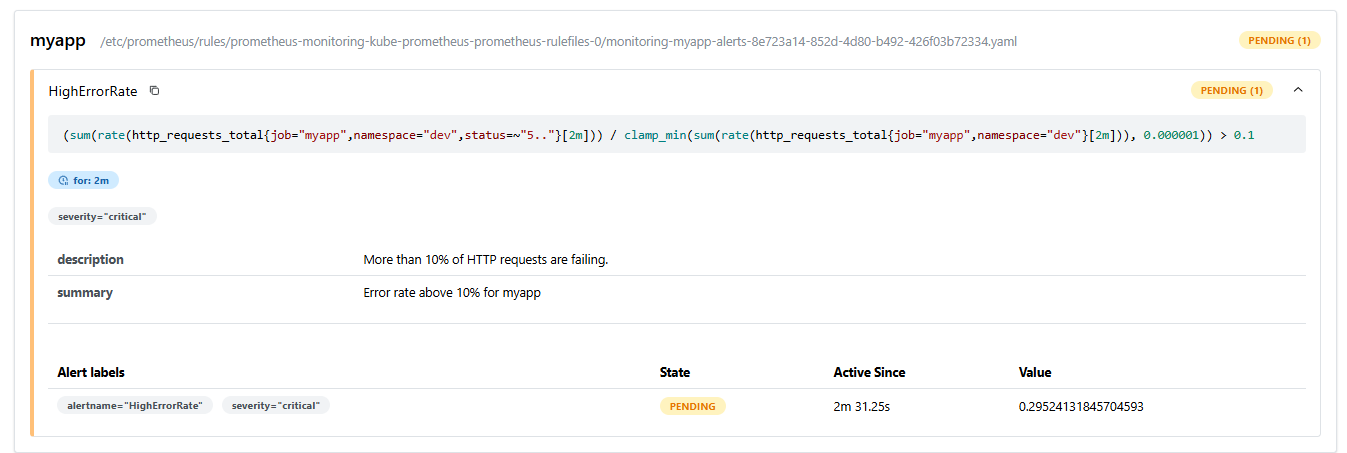 myapp /etc/prometheus/rules/prometheus-monitoring-kube-prometheus-prometheus-rulefiles-0/monitoring-myapp-alerts-8e723a14-852d-4d80-b492-426f03b72334.yaml PENDING (1)
HighErrorRate PENDING (1)
(sum(rate(http_requests_total{job="myapp",namespace="dev",status=~"5.."}[2m])) / clamp_min(sum(rate(http_requests_total{job="myapp",namespace="dev"}[2m])), 0.000001)) > 0.1
for: 2m
severity="critical"
description More than 10% of HTTP requests are failing.
summary Error rate above 10% for myapp
Alert labels State Active Since Value
alertname="HighErrorRate" severity="critical" PENDING 2m 31.25s 0.29524131845704593